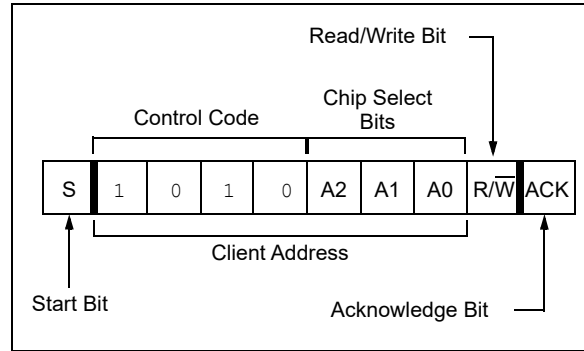 Read/Write Bit
Chip Select
Bits
Control Code
S 1 0 1 0 A2 A1 A0 R/W̅ ACK
Client Address
Start Bit
Acknowledge Bit